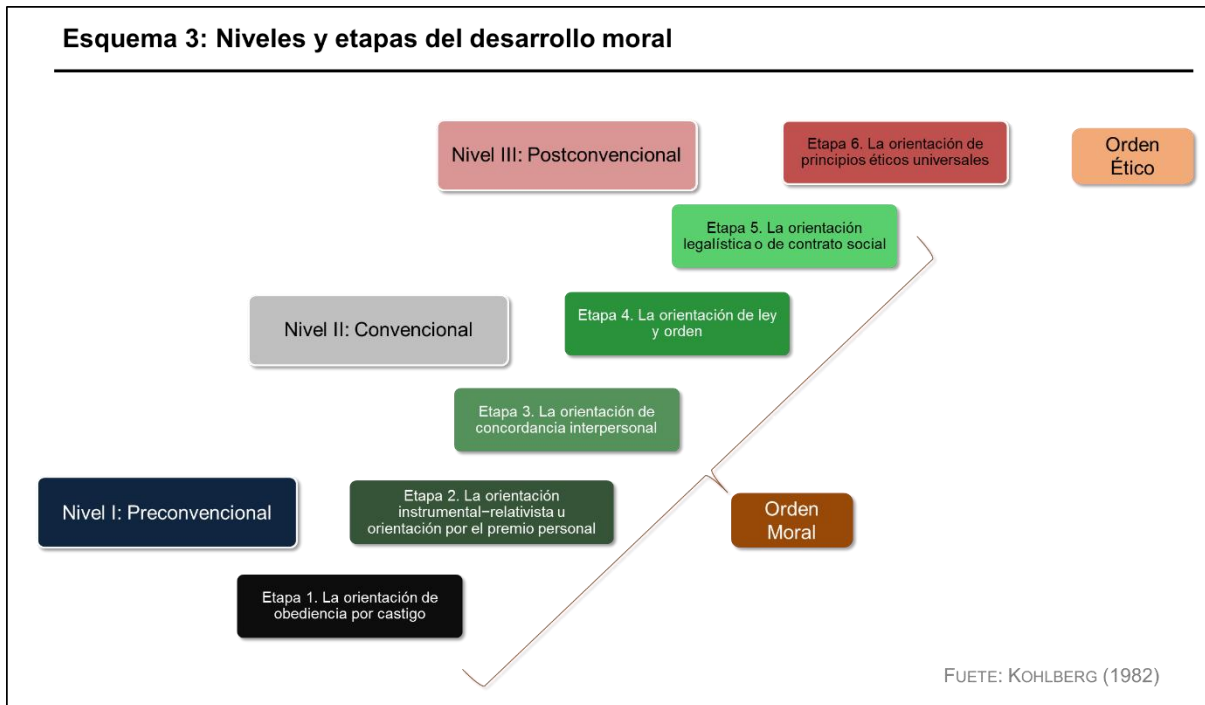 Esquema 3: Niveles y etapas del desarrollo moral
Nivel III: Postconvencional
Etapa 6. La orientación de
principios éticos universales
Orden
Ético
Etapa 5. La orientación
legalística o de contrato social
Nivel II: Convencional
Etapa 4. La orientación de ley
y orden
Etapa 3. La orientación de
concordancia interpersonal
Nivel I: Preconvencional
Etapa 2. La orientación
instrumental−relativista u
orientación por el premio personal
Orden
Moral
Etapa 1. La orientación de
obediencia por castigo
FUETE: KOHLBERG (1982)